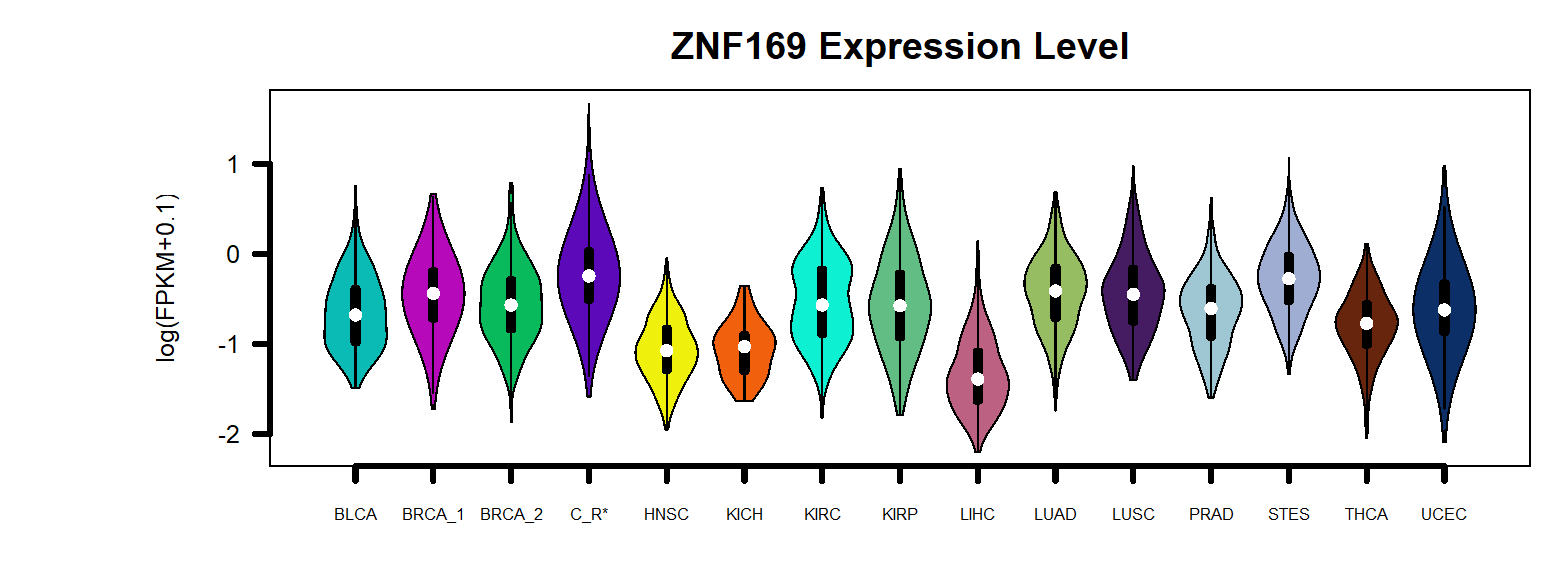 ZNF169 Expression Level
log(FPKM+0.1)
1
0
-1
-2
BLCA BRCA_1 BRCA_2 C_R* HNSC KICH KIRC KIRP LIHC LUAD LUSC PRAD STES THCA UCEC